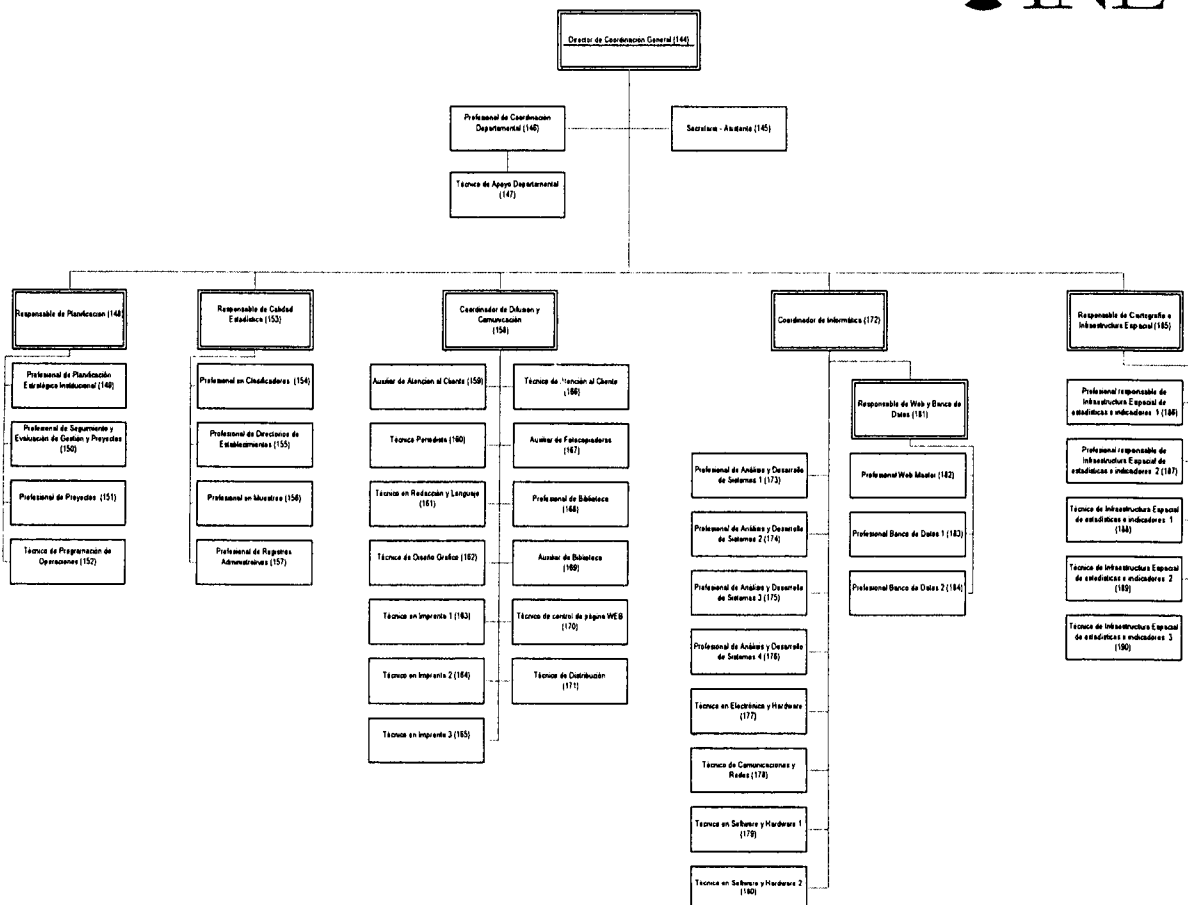 INE
Director de Coordinación General (144)
Profesional de Coordinación
Departamental (146)
Secretaria - Asistente (145)
Técnico de Apoyo Departamental
(147)
Responsable de Planificación (148)
Responsable de Calidad
Estadística (153)
Coordinador de Difusión y
Comunicación
(158)
Coordinador de Informática (172)
Responsable de Cartografía e
Infraestructura Espacial (185)
Profesional de Planificación
Estratégica Institucional (149)
Profesional de Seguimiento y
Evaluación de Gestión y Proyectos
(150)
Profesional de Proyectos (151)
Técnico de Programación de
Operaciones (152)
Profesional en Clasificadores (154)
Profesional de Directorios de
Establecimientos (155)
Profesional en Muestreo (156)
Profesional de Registros
Administrativos (157)
Auxiliar de Atención al Cliente (159)
Técnico Periodista (160)
Técnico en Redacción y Lenguaje
(161)
Técnico de Diseño Grafico (162)
Técnico en Imprenta 1 (163)
Técnico en Imprenta 2 (164)
Técnico en Imprenta 3 (165)
Técnico de Atención al Cliente
(166)
Auxiliar de Fotocopiadoras
(167)
Profesional de Biblioteca
(168)
Auxiliar de Biblioteca
(169)
Técnico de control de página WEB
(170)
Técnico de Distribución
(171)
Profesional de Análisis y Desarrollo
de Sistemas 1 (173)
Profesional de Análisis y Desarrollo
de Sistemas 2 (174)
Profesional de Análisis y Desarrollo
de Sistemas 3 (175)
Profesional de Análisis y Desarrollo
de Sistemas 4 (176)
Técnico en Electrónica y Hardware
(177)
Técnico de Comunicaciones y
Redes (178)
Técnico en Software y Hardware 1
(179)
Técnico en Software y Hardware 2
(180)
Responsable de Web y Banco de
Datos (181)
Profesional Web Master (182)
Profesional Banco de Datos 1 (183)
Profesional Banco de Datos 2 (184)
Profesional responsable de
Infraestructura Espacial de
estadísticas e indicadores 1 (186)
Profesional responsable de
Infraestructura Espacial de
estadísticas e indicadores 2 (187)
Técnico de Infraestructura Espacial
de estadísticas e indicadores 1
(188)
Técnico de Infraestructura Espacial
de estadísticas e indicadores 2
(189)
Técnico de Infraestructura Espacial
de estadísticas e indicadores 3
(190)